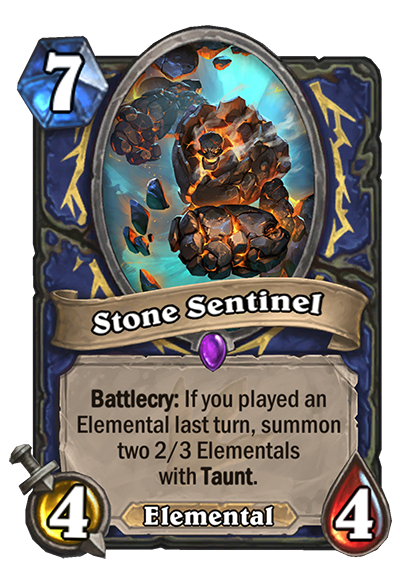 7
Stone Sentinel
Battlecry: If you played an
Elemental last turn, summon
two 2/3 Elementals
with Taunt.
4
Elemental
4